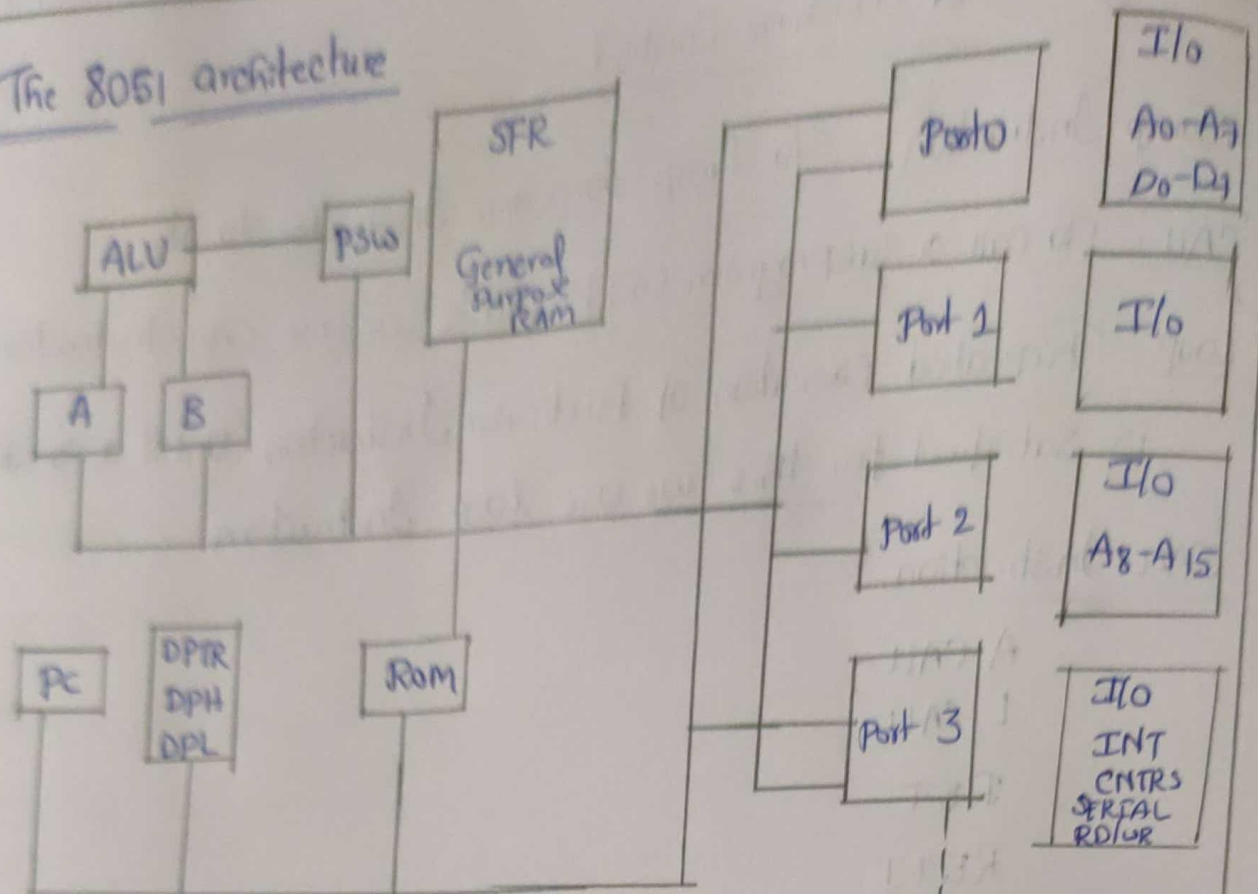 The 8051 architecture
SFR
General
purpose
RAM
ALU
PSW
A
B
PC
DPTR
DPH
DPL
ROM
Port0
I/O
A0-A7
D0-D7
Port 1
I/O
Port 2
I/O
A8-A15
Port 3
I/O
INT
CNTRS
SERIAL
RD/WR